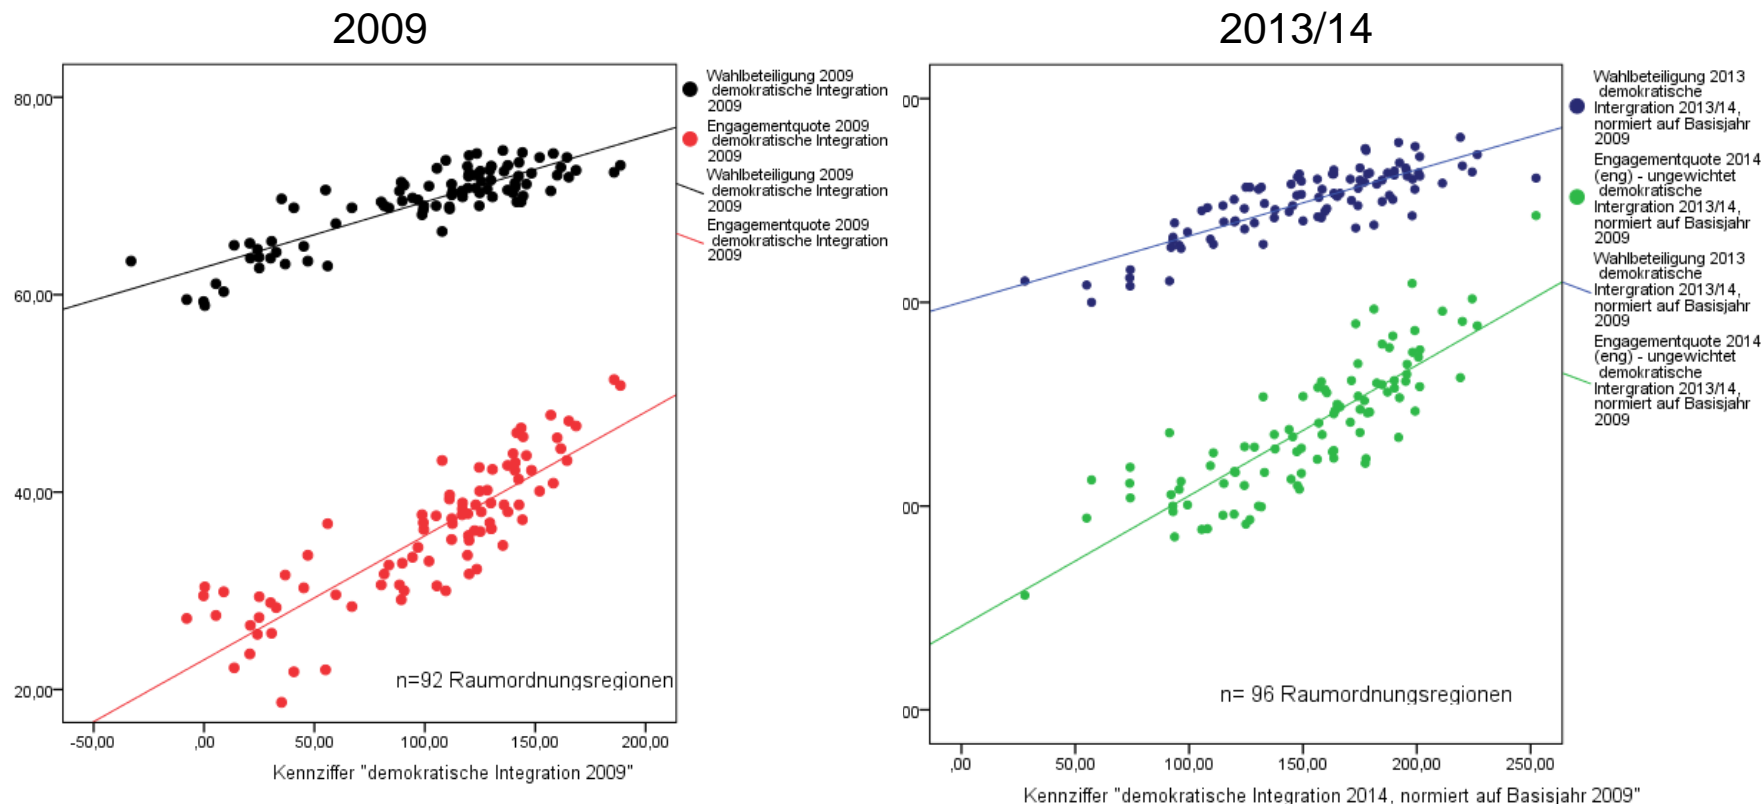 2009
2013/14
80,00
60,00
40,00
20,00
-50,00
,00
50,00
100,00
150,00
200,00
n=92 Raumordnungsregionen
Kennziffer "demokratische Integration 2009"
Wahlbeteiligung 2009
demokratische Integration
2009
Engagementquote 2009
demokratische Integration
2009
Wahlbeteiligung 2009
demokratische Integration
2009
Engagementquote 2009
demokratische Integration
2009
00
00
00
00
,00
50,00
100,00
150,00
200,00
250,00
n= 96 Raumordnungsregionen
Kennziffer "demokratische Integration 2014, normiert auf Basisjahr 2009"
Wahlbeteiligung 2013
demokratische
Intergration 2013/14,
normiert auf Basisjahr
2009
Engagementquote 2014
(eng) - ungewichtet
demokratische
Intergration 2013/14,
normiert auf Basisjahr
2009
Wahlbeteiligung 2013
demokratische
Intergration 2013/14,
normiert auf Basisjahr
2009
Engagementquote 2014
(eng) - ungewichtet
demokratische
Intergration 2013/14,
normiert auf Basisjahr
2009